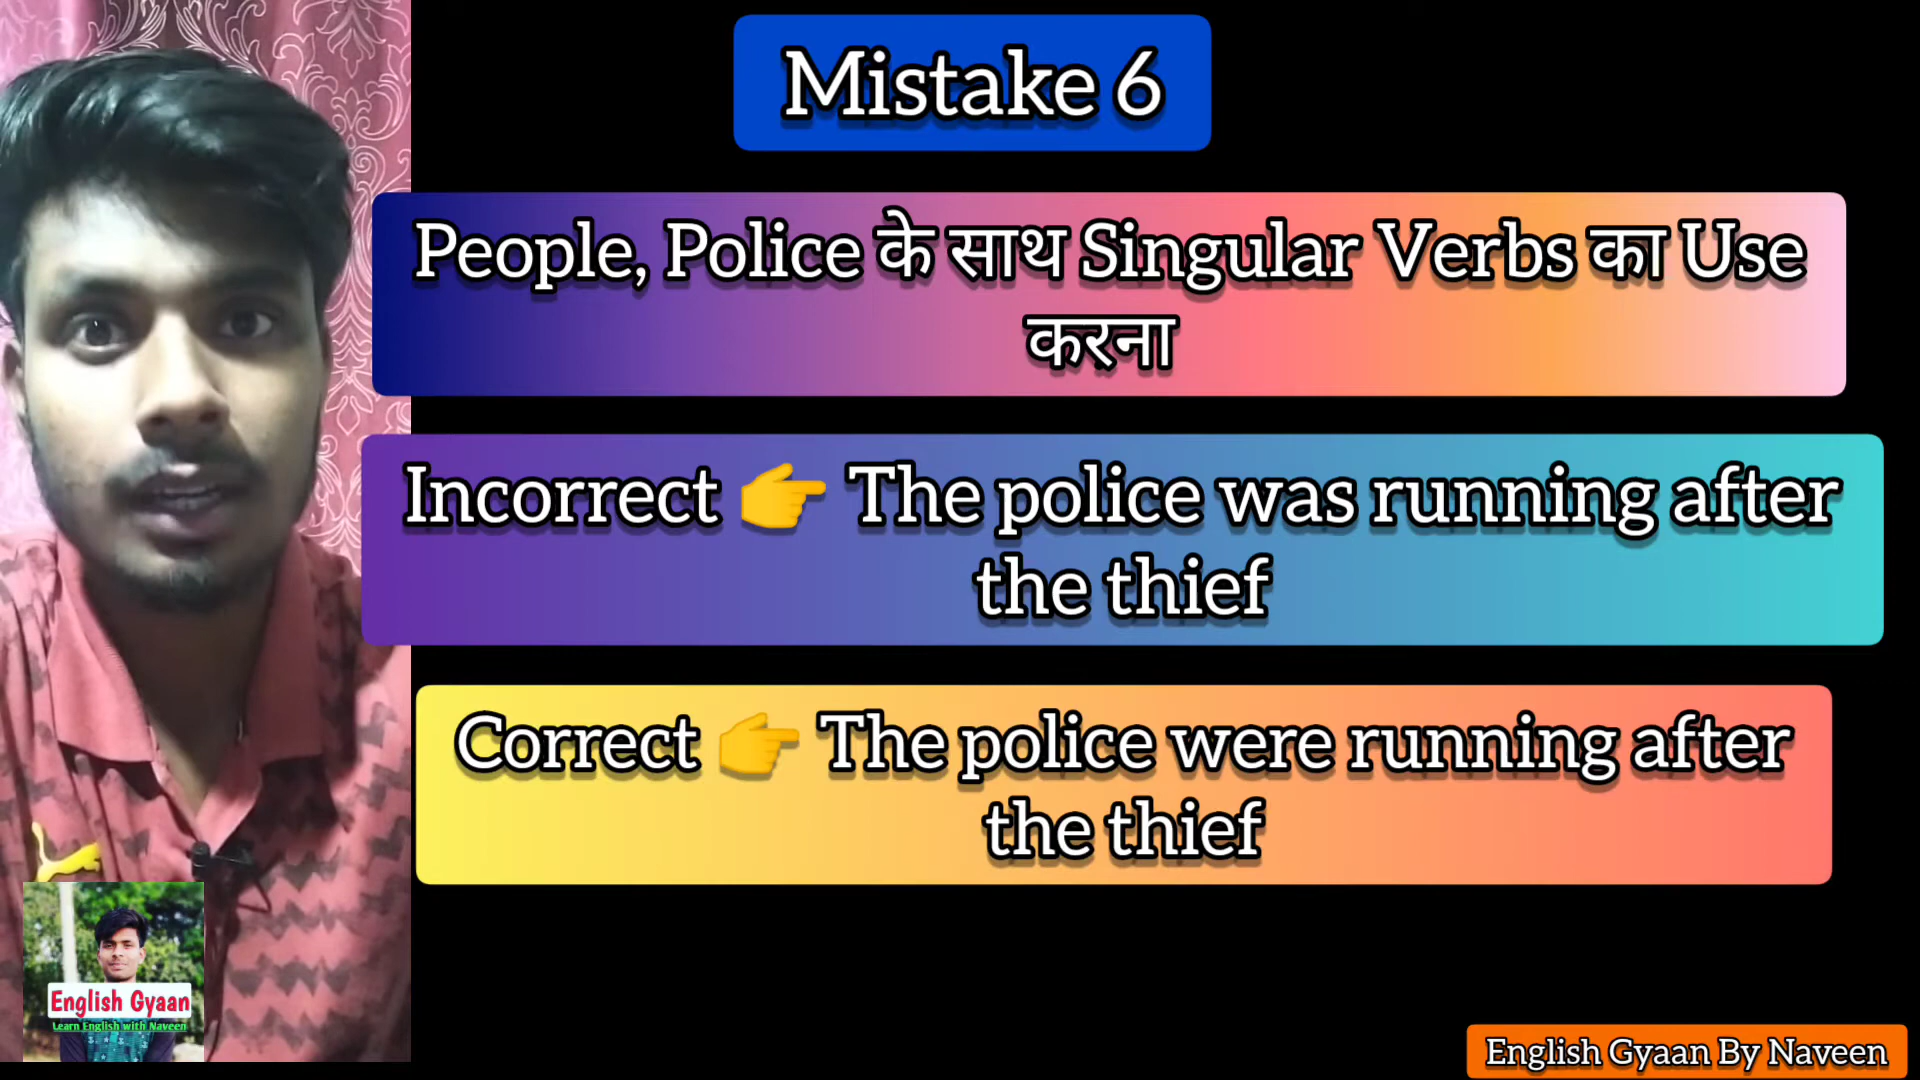 Mistake 6
People, Police के साथ Singular Verbs का Use
करऩा
Incorrect 👉 The police was running after
the thief
Correct 👉 The police were running after
the thief
English Gyaan
Learn English with Naveen
English Gyaan By Naveen